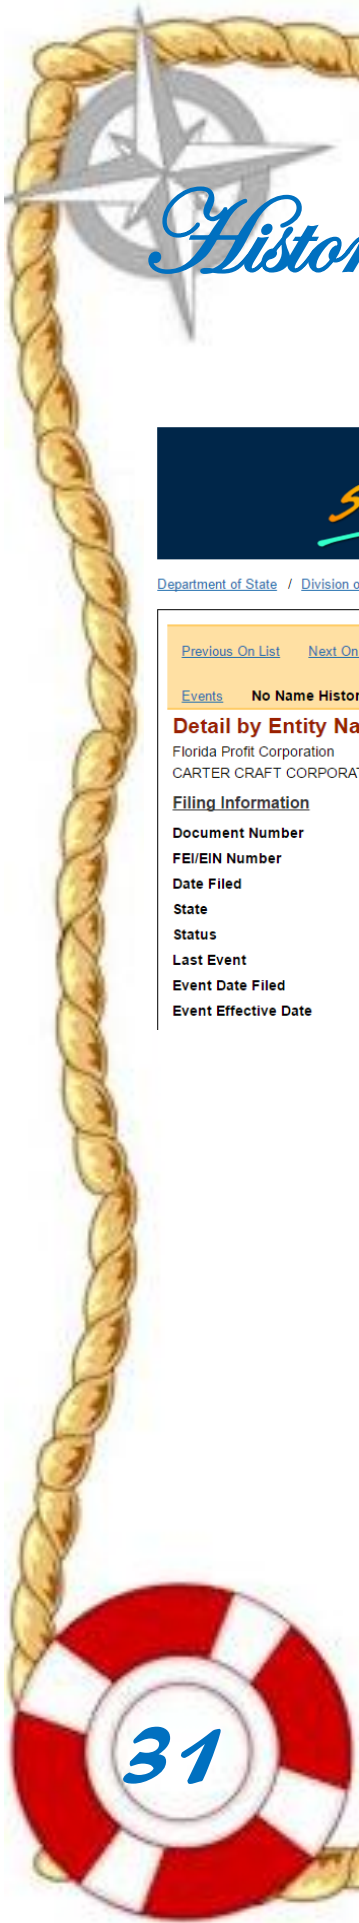 Histor
S
Department of State / Division o
Previous On List Next On
Events No Name Histor
Detail by Entity Na
Florida Profit Corporation
CARTER CRAFT CORPORAT
Filing Information
Document Number
FEI/EIN Number
Date Filed
State
Status
Last Event
Event Date Filed
Event Effective Date
31